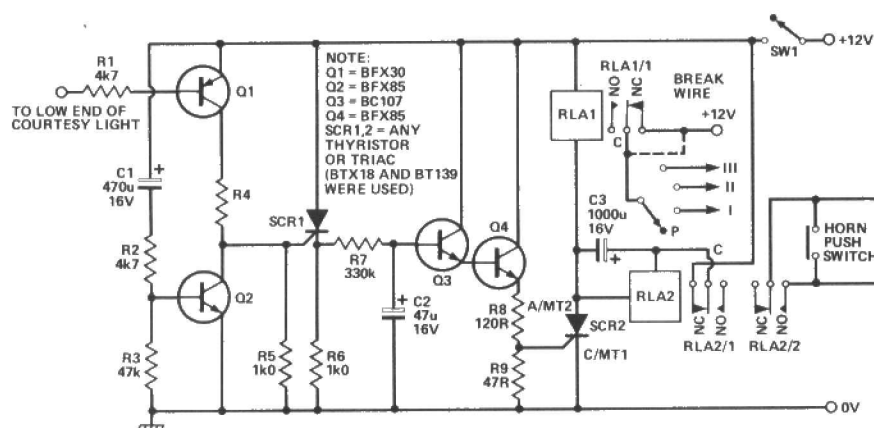 R1
4k7
TO LOW END OF
COURTESY LIGHT
Q1
C1
470u
16V
+
R4
R2
4k7
Q2
R3
47k
SCR1
R5
1k0
R6
1k0
R7
330k
NOTE:
Q1 = BFX30
Q2 = BFX85
Q3 = BC107
Q4 = BFX85
SCR1,2 = ANY
THYRISTOR
OR TRIAC
(BTX18 AND BT139
WERE USED)
Q3
Q4
+
C2
47u
16V
R8
120R
R9
47R
A/MT2
SCR2
C/MT1
RLA1
C3
1000u
16V
+
RLA2
RLA1/1
NO
NC
C
BREAK
WIRE
+12V
III
II
I
P
SW1
+12V
C
NC
NO
RLA2/1
NC
NO
RLA2/2
HORN
PUSH
SWITCH
0V